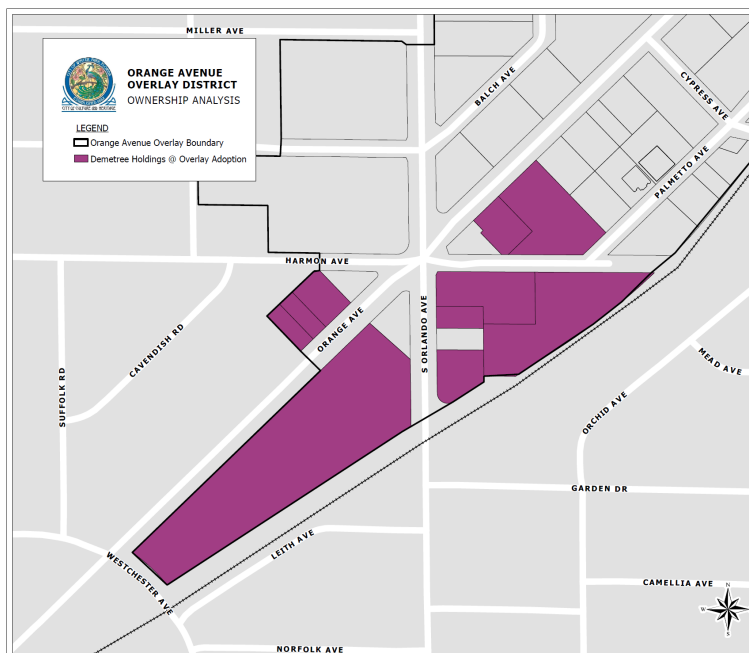 MILLER AVE
ORANGE AVENUE
OVERLAY DISTRICT
OWNERSHIP ANALYSIS
LEGEND
Orange Avenue Overlay Boundary
Demetree Holdings @ Overlay Adoption
BALCH AVE
CYPRESS AVE
PALMETTO AVE
HARMON AVE
ORANGE AVE
S ORLANDO AVE
CAVENDISH RD
SUFFOLK RD
MEAD AVE
ORCHID AVE
GARDEN DR
LEITH AVE
WESTCHESTER AVE
CAMELLIA AVE
NORFOLK AVE
N
W
S